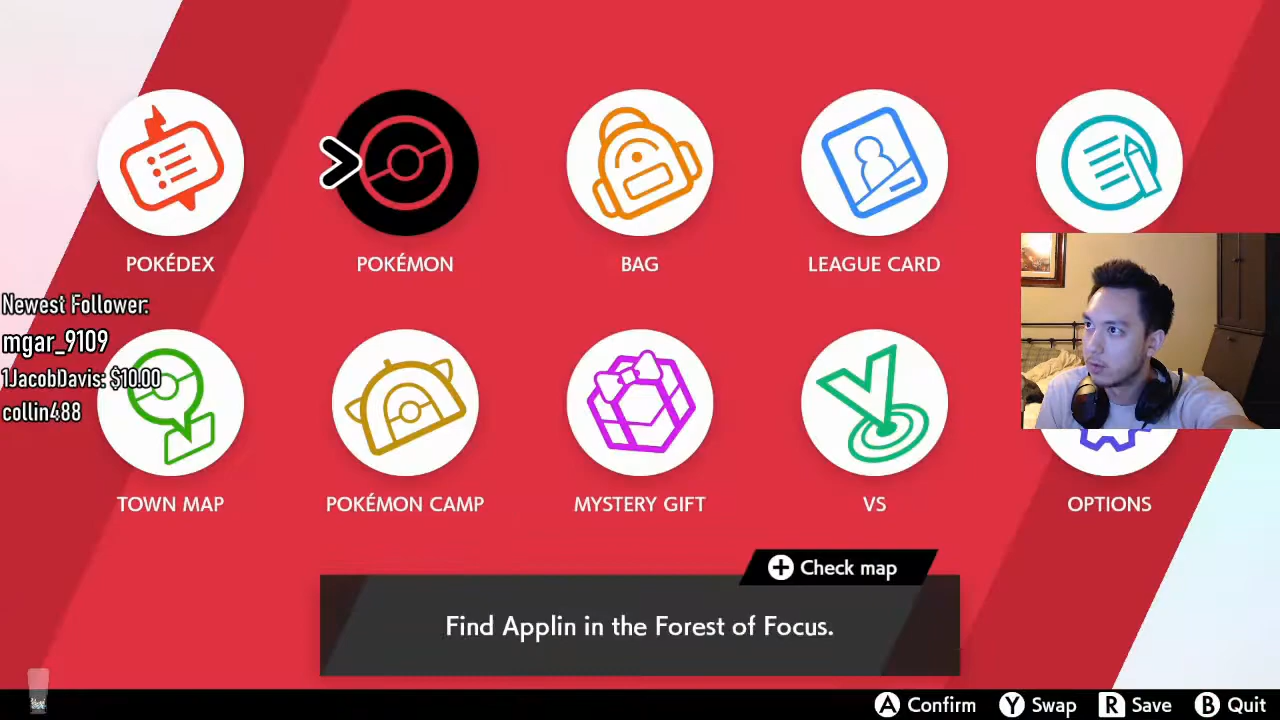 POKÉDEX
POKÉMON
BAG
LEAGUE CARD
Newest Follower:
mgar_9109
1JacobDavis: $10.00
collin488
TOWN MAP
POKÉMON CAMP
MYSTERY GIFT
VS
OPTIONS
+ Check map
Find Applin in the Forest of Focus.
A Confirm
Y Swap
R Save
B Quit